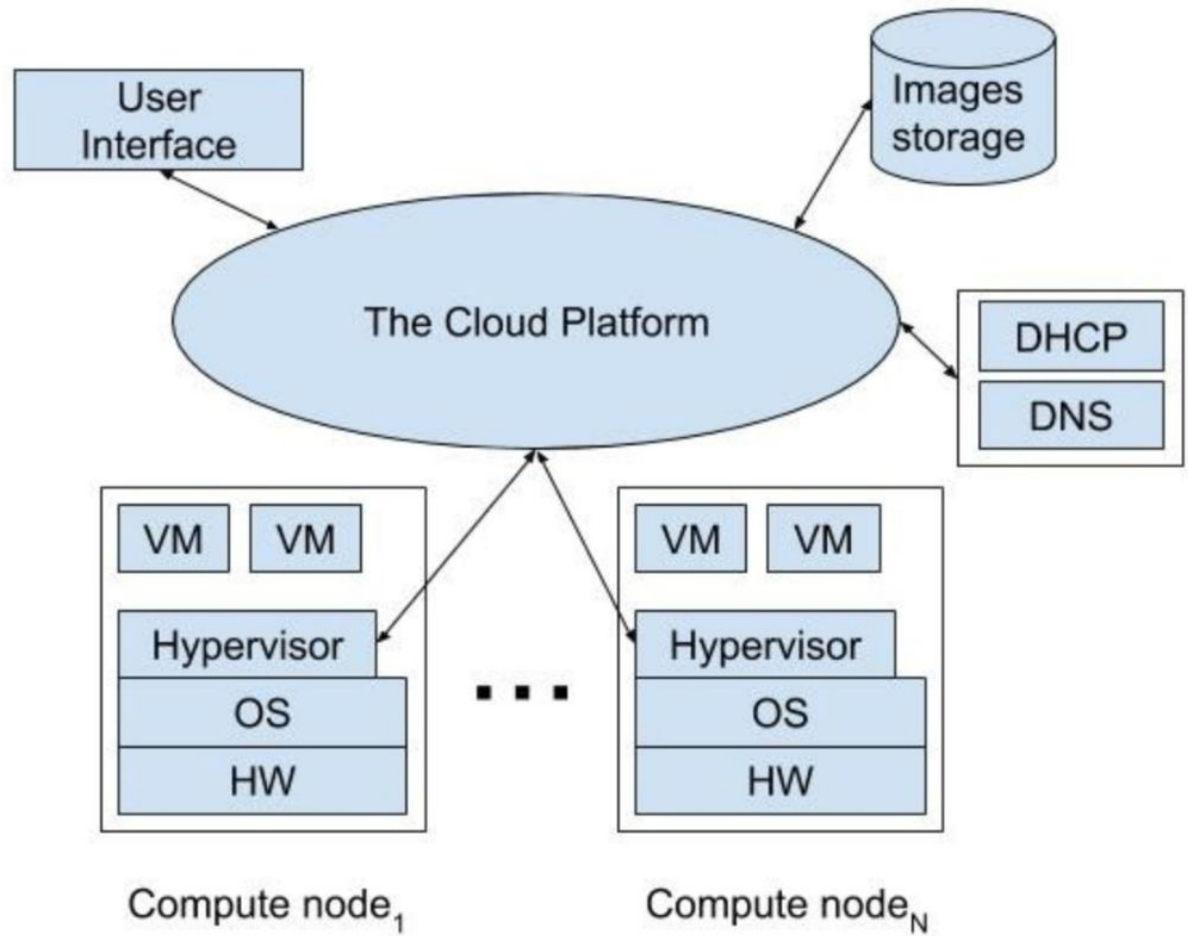 User
Interface
Images
storage
The Cloud Platform
DHCP
DNS
VM VM
Hypervisor
OS
HW
Compute node1
...
VM VM
Hypervisor
OS
HW
Compute nodeN